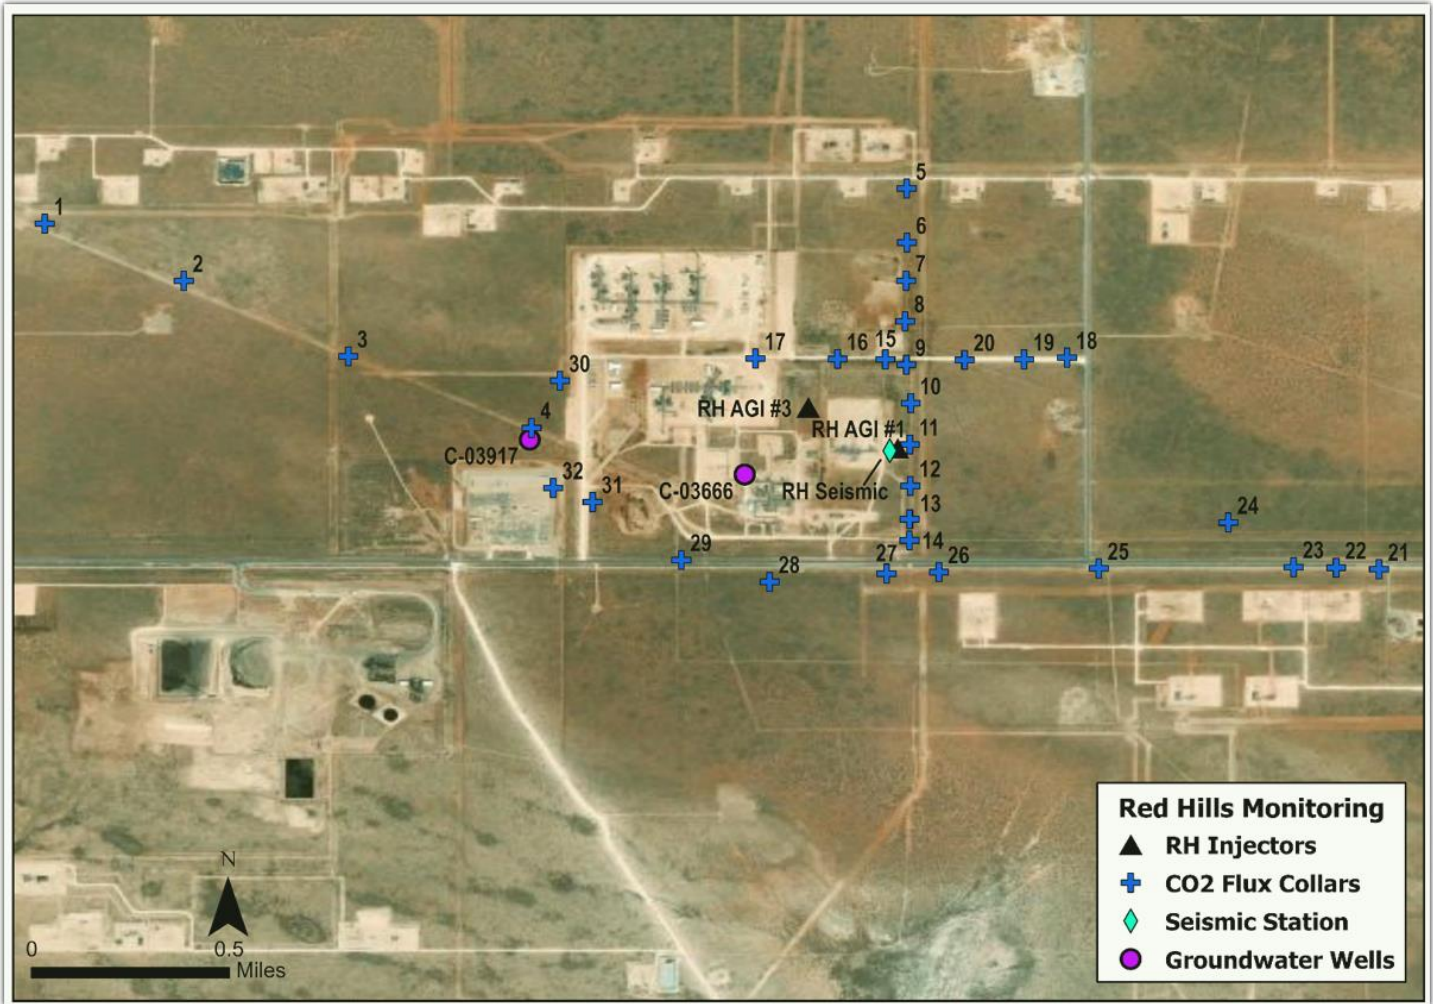 5
1
6
2
7
8
17
16
15
9
20
19
18
3
30
10
4
RH AGI #3
RH AGI #1
11
C-03917
32
31
C-03666
RH Seismic
12
13
24
29
14
28
27
26
25
23
22
21
Red Hills Monitoring
RH Injectors
CO2 Flux Collars
Seismic Station
Groundwater Wells
N
0
0.5
Miles